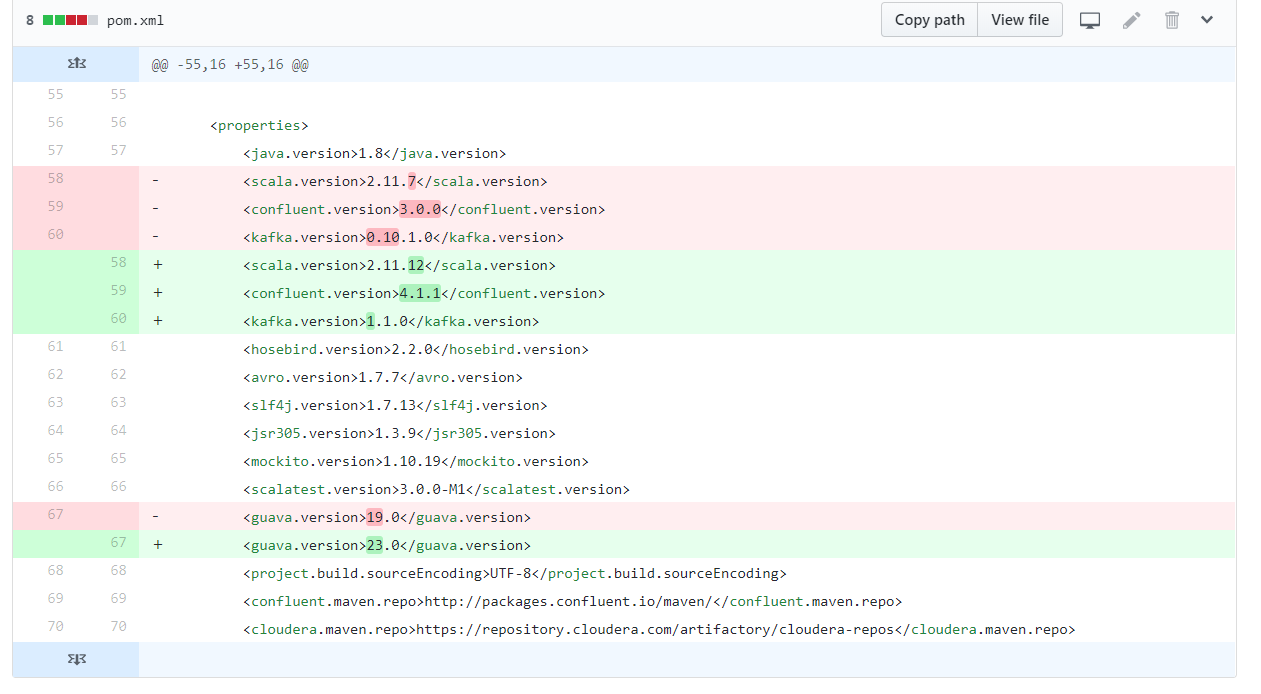 8 pom.xml Copy path View file
@@ -55,16 +55,16 @@
55 55
56 56 <properties>
57 57 <java.version>1.8</java.version>
58 - <scala.version>2.11.7</scala.version>
59 - <confluent.version>3.0.0</confluent.version>
60 - <kafka.version>0.10.1.0</kafka.version>
58 + <scala.version>2.11.12</scala.version>
59 + <confluent.version>4.1.1</confluent.version>
60 + <kafka.version>1.1.0</kafka.version>
61 61 <hosebird.version>2.2.0</hosebird.version>
62 62 <avro.version>1.7.7</avro.version>
63 63 <slf4j.version>1.7.13</slf4j.version>
64 64 <jsr305.version>1.3.9</jsr305.version>
65 65 <mockito.version>1.10.19</mockito.version>
66 66 <scalatest.version>3.0.0-M1</scalatest.version>
67 - <guava.version>19.0</guava.version>
67 + <guava.version>23.0</guava.version>
68 68 <project.build.sourceEncoding>UTF-8</project.build.sourceEncoding>
69 69 <confluent.maven.repo>http://packages.confluent.io/maven/</confluent.maven.repo>
70 70 <cloudera.maven.repo>https://repository.cloudera.com/artifactory/cloudera-repos</cloudera.maven.repo>